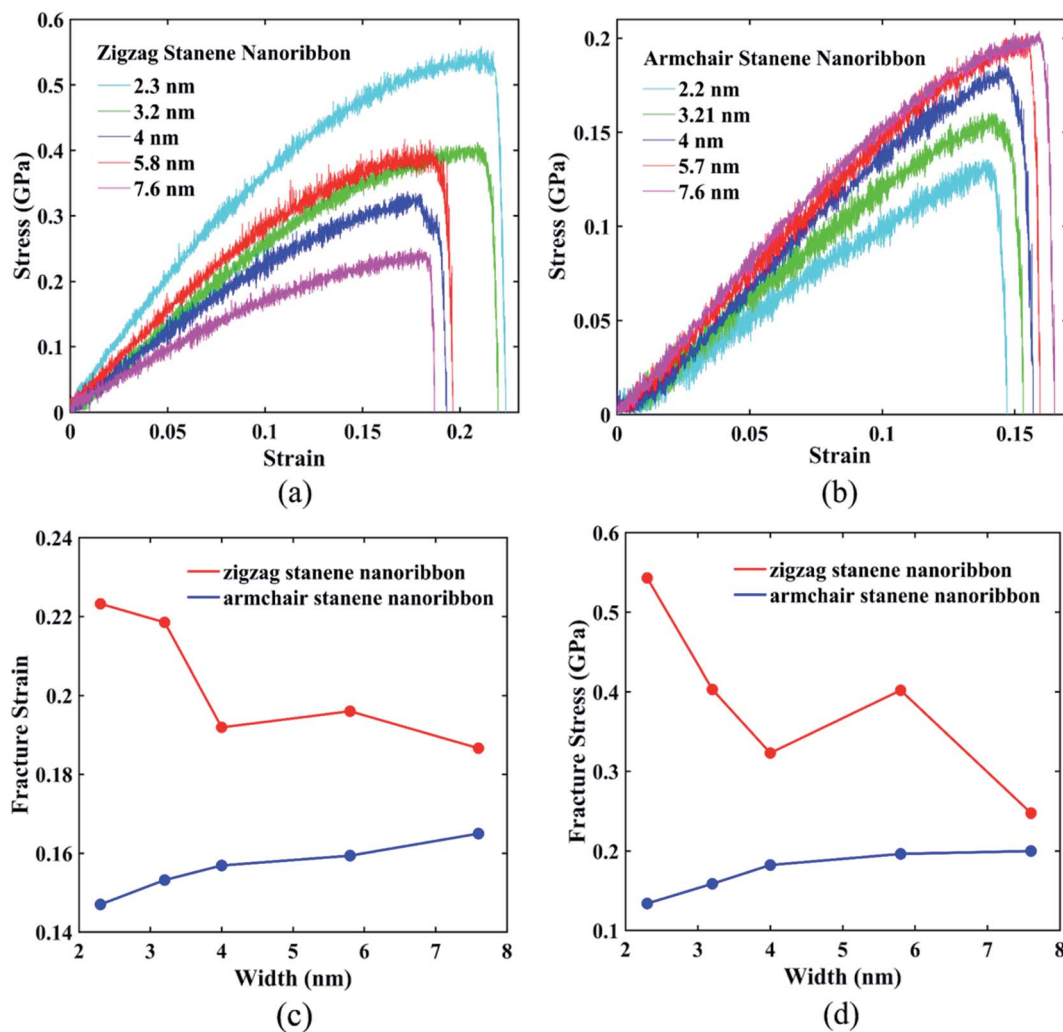 Zigzag Stanene Nanoribbon
2.3 nm
3.2 nm
4 nm
5.8 nm
7.6 nm
Stress (GPa)
0.6
0.5
0.4
0.3
0.2
0.1
0
0 0.05 0.1 0.15 0.2
Strain
(a)
Armchair Stanene Nanoribbon
2.2 nm
3.21 nm
4 nm
5.7 nm
7.6 nm
Stress (GPa)
0.2
0.15
0.1
0.05
0
0 0.05 0.1 0.15
Strain
(b)
zigzag stanene nanoribbon
armchair stanene nanoribbon
Fracture Strain
0.24
0.22
0.2
0.18
0.16
0.14
2 3 4 5 6 7 8
Width (nm)
(c)
zigzag stanene nanoribbon
armchair stanene nanoribbon
Fracture Stress (GPa)
0.6
0.5
0.4
0.3
0.2
0.1
2 3 4 5 6 7 8
Width (nm)
(d)